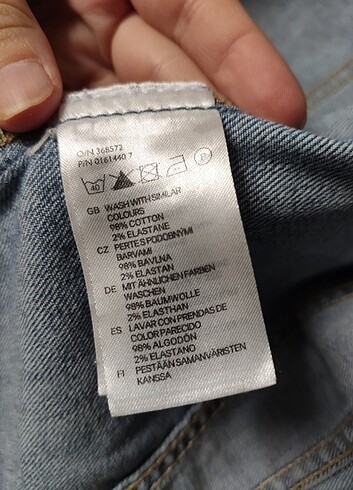 O/N 368572
P/N 0161440 7
40 P
GB WASH WITH SIMILAR
COLOURS
98% COTTON
2% ELASTANE
CZ PERTE S PODOBNÝMI
BARVAMI
98% BAVLNA
2% ELASTAN
DE MIT ÄHNLICHEN FARBEN
WASCHEN
98% BAUMWOLLE
2% ELASTHAN
ES LAVAR CON PRENDAS DE
COLOR PARECIDO
98% ALGODÓN
2% ELASTANO
FI PESTÄÄN SAMANVÄRISTEN
KANSSA